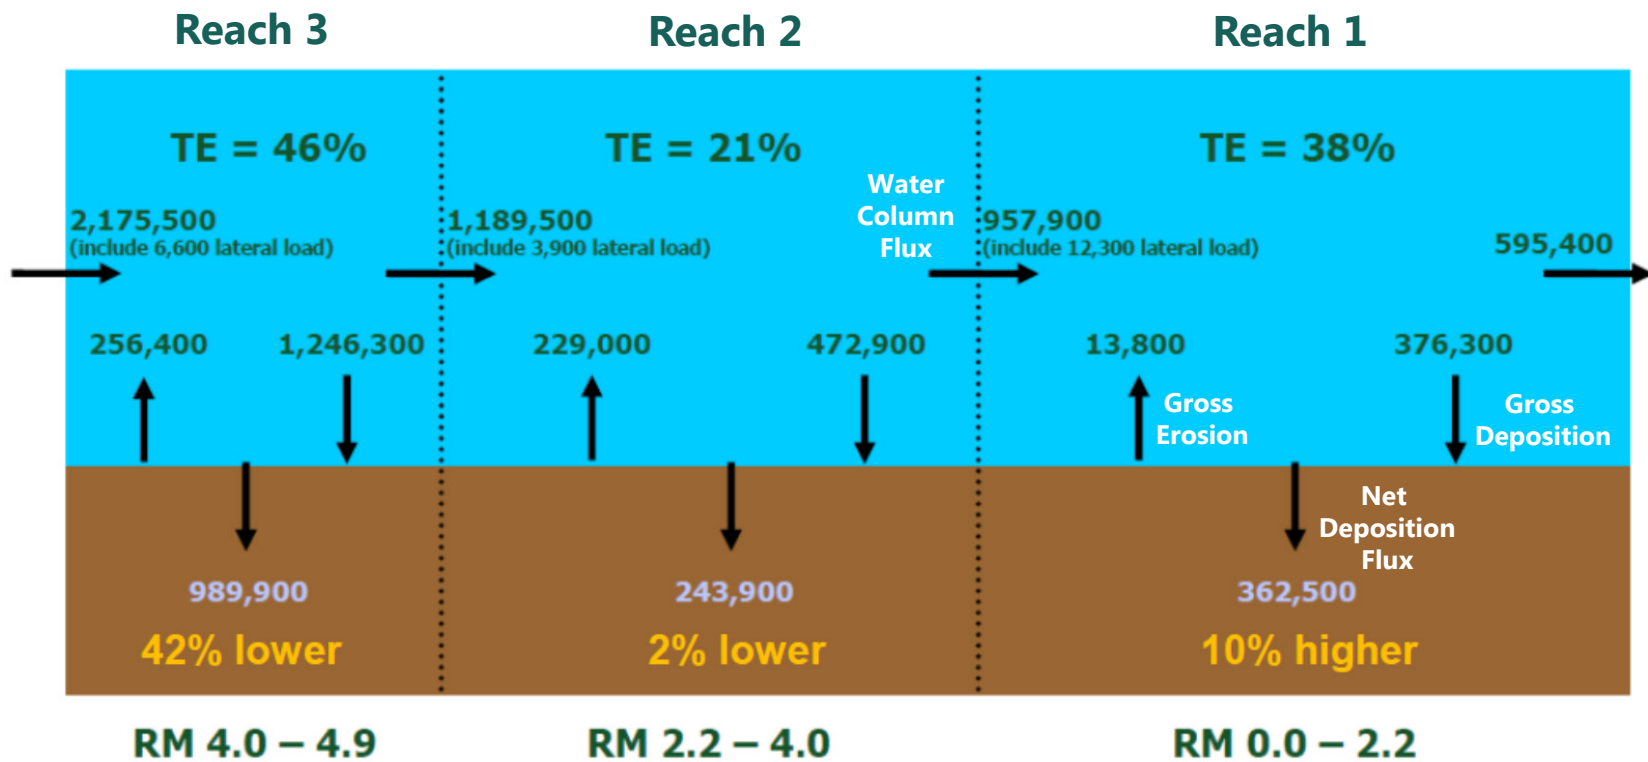 Reach 3
Reach 2
Reach 1
TE = 46%
TE = 21%
TE = 38%
2,175,500
(include 6,600 lateral load)
1,189,500
(include 3,900 lateral load)
Water
Column
Flux
957,900
(include 12,300 lateral load)
595,400
256,400
1,246,300
229,000
472,900
13,800
376,300
Gross
Erosion
Gross
Deposition
Net
Deposition
Flux
989,900
243,900
362,500
42% lower
2% lower
10% higher
RM 4.0 – 4.9
RM 2.2 – 4.0
RM 0.0 – 2.2